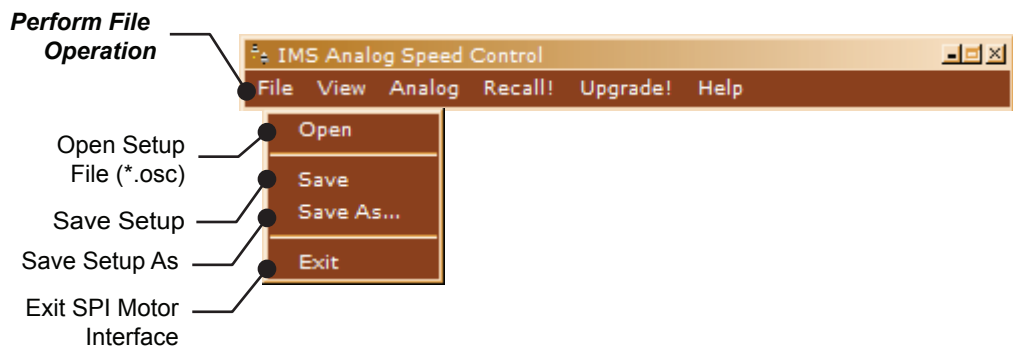 Perform File
Operation
IMS Analog Speed Control
File View Analog Recall! Upgrade! Help
Open Setup
File (*.osc)
Open
Save Setup
Save
Save Setup As
Save As...
Exit SPI Motor
Interface
Exit